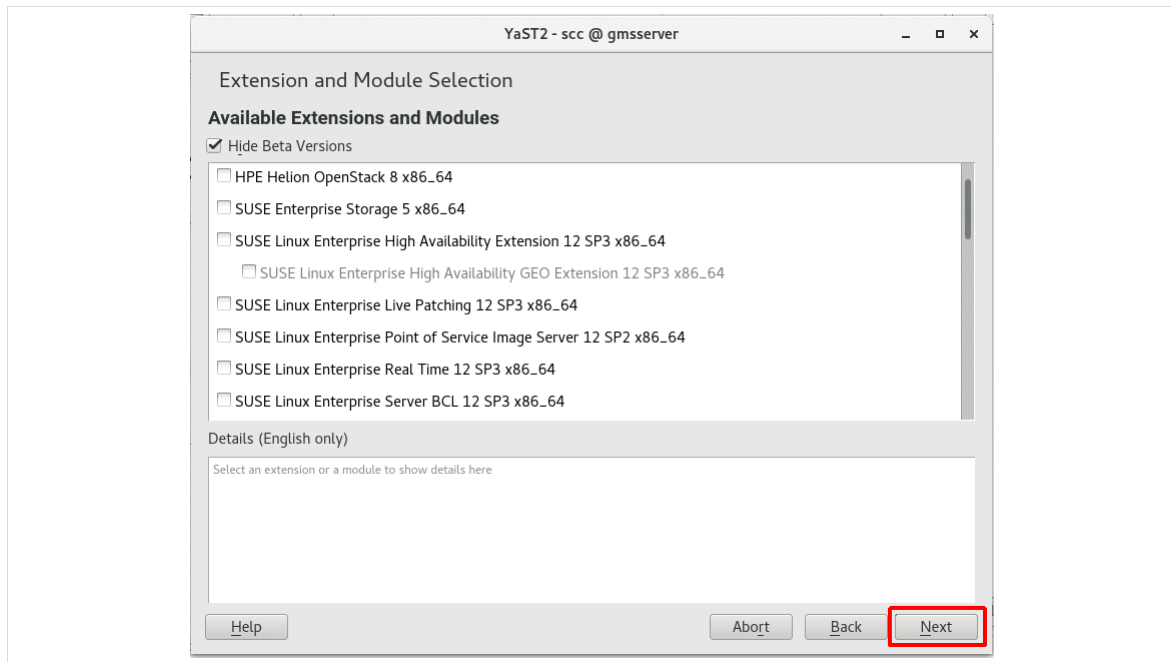 YaST2 - scc @ gmsserver
Extension and Module Selection
Available Extensions and Modules
Hide Beta Versions
HPE Helion OpenStack 8 x86_64
SUSE Enterprise Storage 5 x86_64
SUSE Linux Enterprise High Availability Extension 12 SP3 x86_64
SUSE Linux Enterprise High Availability GEO Extension 12 SP3 x86_64
SUSE Linux Enterprise Live Patching 12 SP3 x86_64
SUSE Linux Enterprise Point of Service Image Server 12 SP2 x86_64
SUSE Linux Enterprise Real Time 12 SP3 x86_64
SUSE Linux Enterprise Server BCL 12 SP3 x86_64
Details (English only)
Select an extension or a module to show details here
Help Abort Back Next